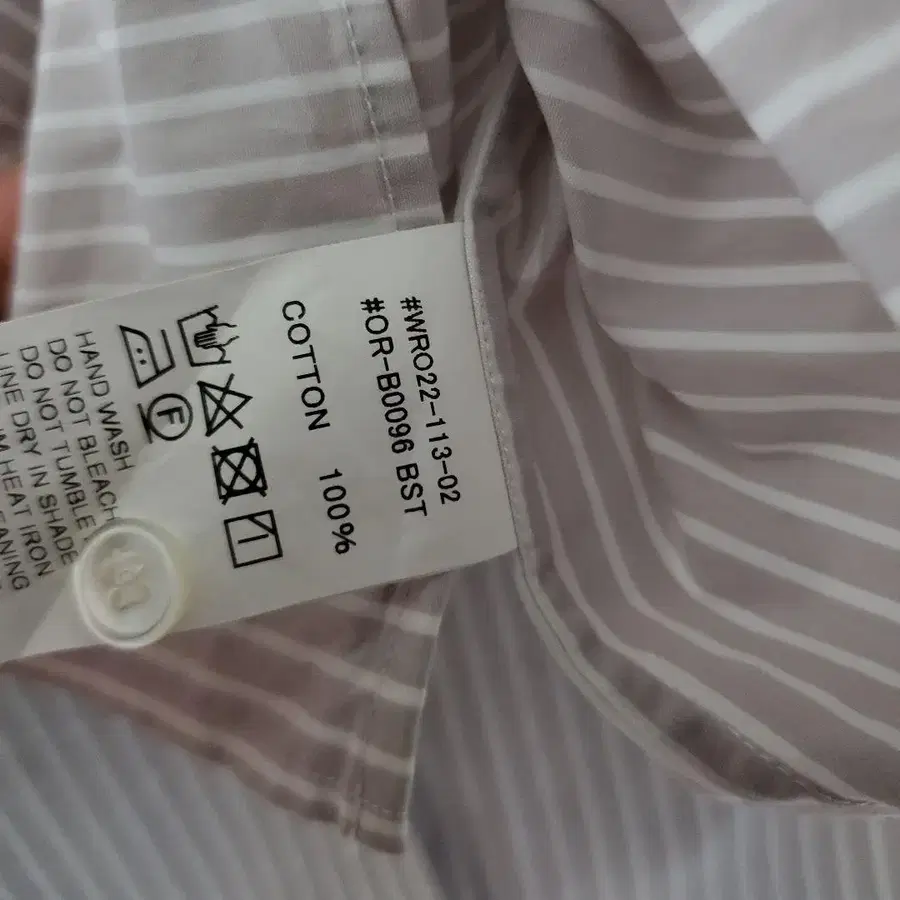 #WRO22-113-02
#OR-B0096 BST
COTTON 100%
F
HAND WASH
DO NOT BLEACH
DO NOT TUMBLE
LINE DRY IN SHADE
HEAT IRON